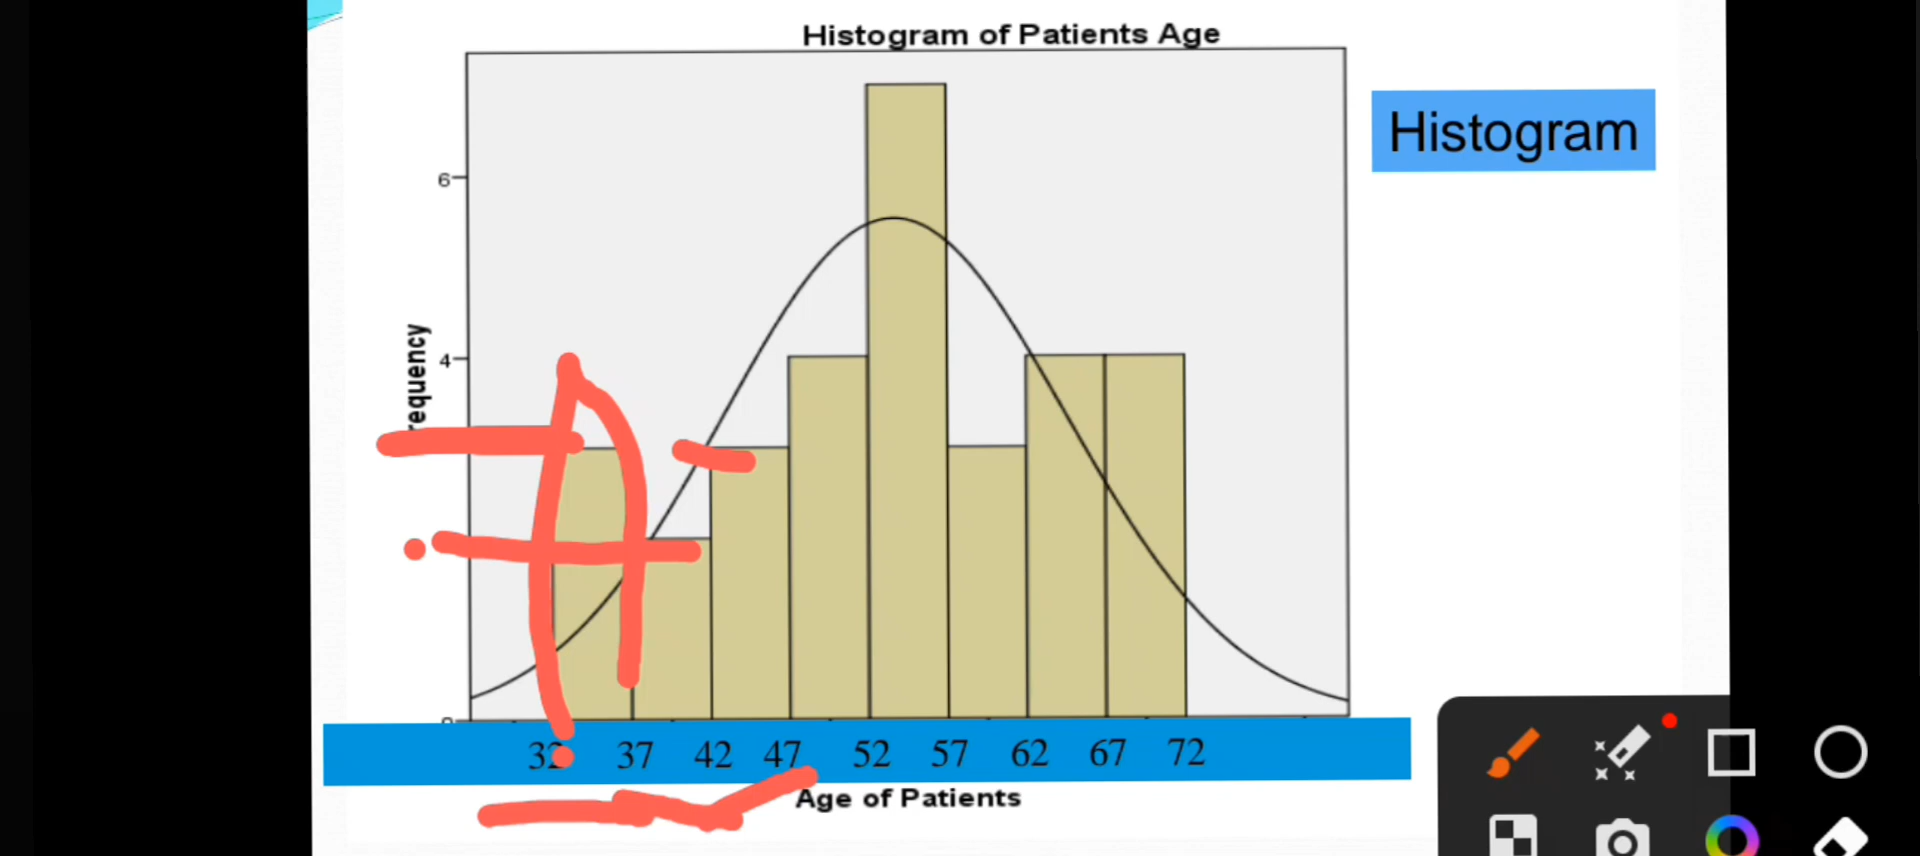 Histogram of Patients Age
Histogram
6
4
requency
0
37 42 47 52 57 62 67 72
Age of Patients